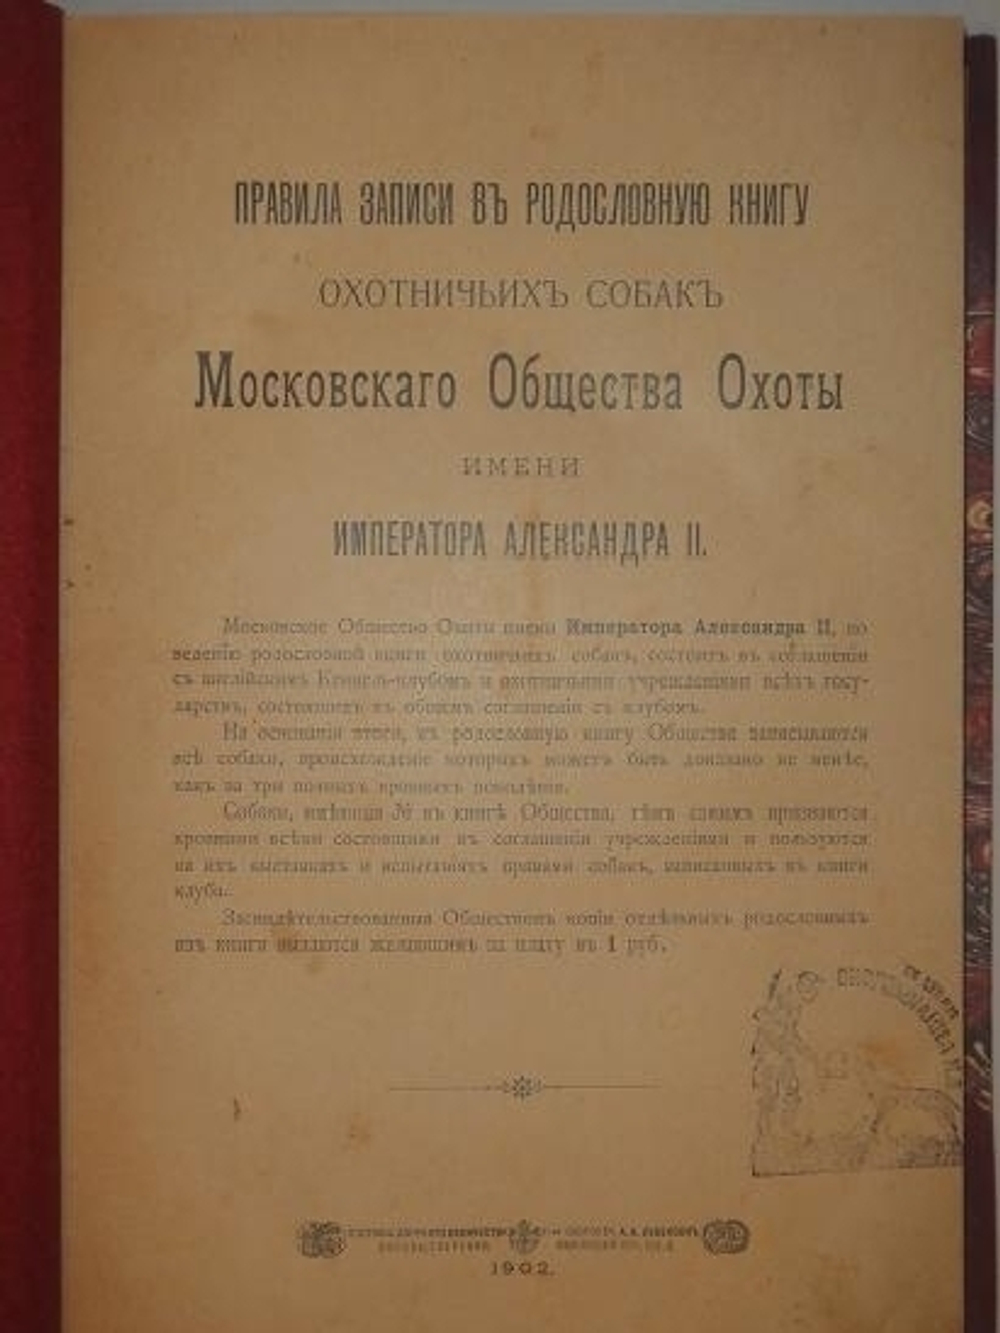 ПРАВИЛА ЗАПИСИ ВЪ РОДОСЛОВНУЮ КНИГУ
ОХОТНИЧЬИХЪ СОБАКЪ
Московскаго Общества Охоты
ИМЕНИ
ИМПЕРАТОРА АЛЕКСАНДРА II.
Московское Общество Охоты имени Императора Александра II, по
веденію родословной книги охотничьихъ собакъ, состоитъ въ соглашеніи
съ англійскимъ Кеннель-клубомъ и охотничьими учрежденіями всѣхъ госу-
дарствъ, состоящихъ въ общемъ соглашеніи съ клубомъ.
На основаніи этого, въ родословную книгу Общества записываются
всѣ собаки, происхожденіе которыхъ можетъ быть доказано не менѣе,
какъ за три полныхъ кровныхъ поколѣнія.
Собаки, имѣющія № въ книгѣ Общества, тѣмъ самымъ признаются
кровными всѣми состоящими въ соглашеніи учрежденіями и пользуются
на ихъ выставкахъ и испытаніяхъ правами собакъ, записанныхъ въ книги
клуба.
Засвидѣтельствованныя Обществомъ копіи отдѣльныхъ родословныхъ
изъ книги выдаются желающимъ за плату въ 1 руб.
1902.